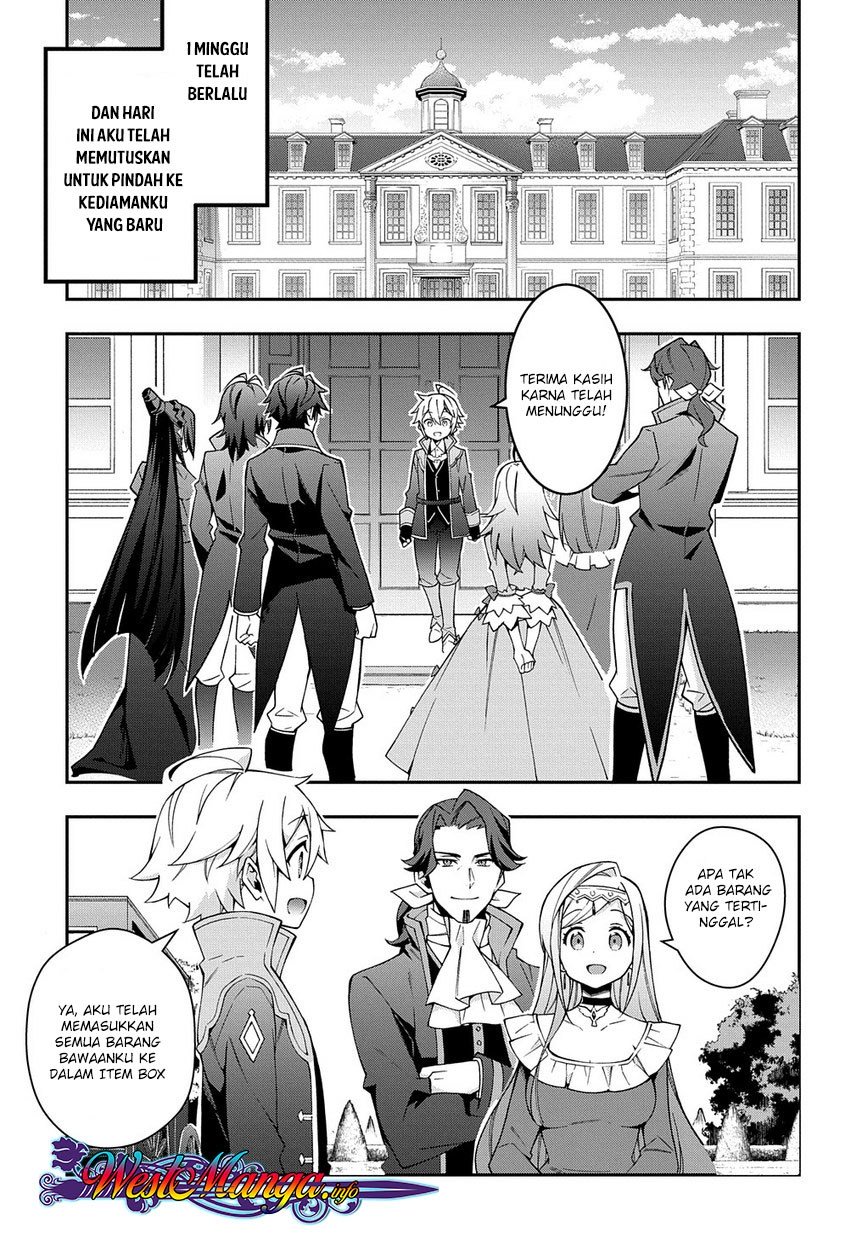 1 MINGGU
TELAH
BERLALU
DAN HARI
INI AKU TELAH
MEMUTUSKAN
UNTUK PINDAH KE
KEDIAMANKU
YANG BARU
TERIMA KASIH
KARNA TELAH
MENUNGGU!
APA TAK
ADA BARANG
YANG TERTI-
NGGAL?
YA, AKU TELAH
MEMASUKKAN
SEMUA BARANG
BAWAANKU KE
DALAM ITEM BOX
WestManga.info